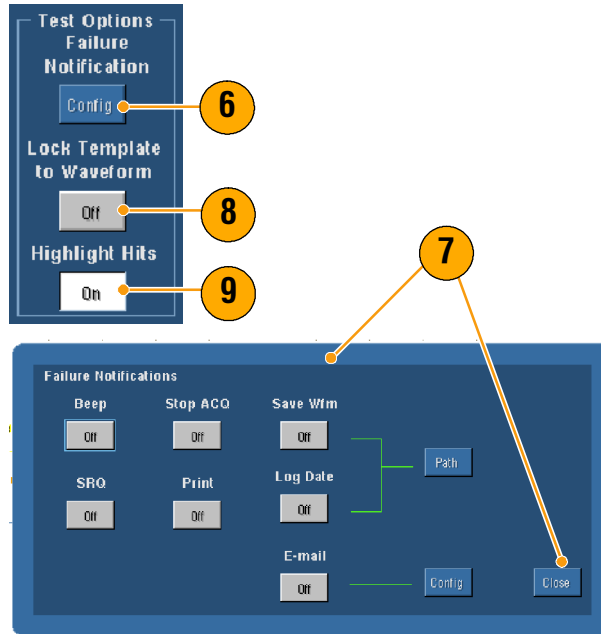 Test Options
Failure
Notification
Config
6
Lock Template
to Waveform
Off
8
Highlight Hits
On
9
7
Failure Notifications
Beep Stop ACQ Save Wfm
Off Off Off
Path
SRQ Print Log Date
Off Off Off
E-mail
Off Config Close